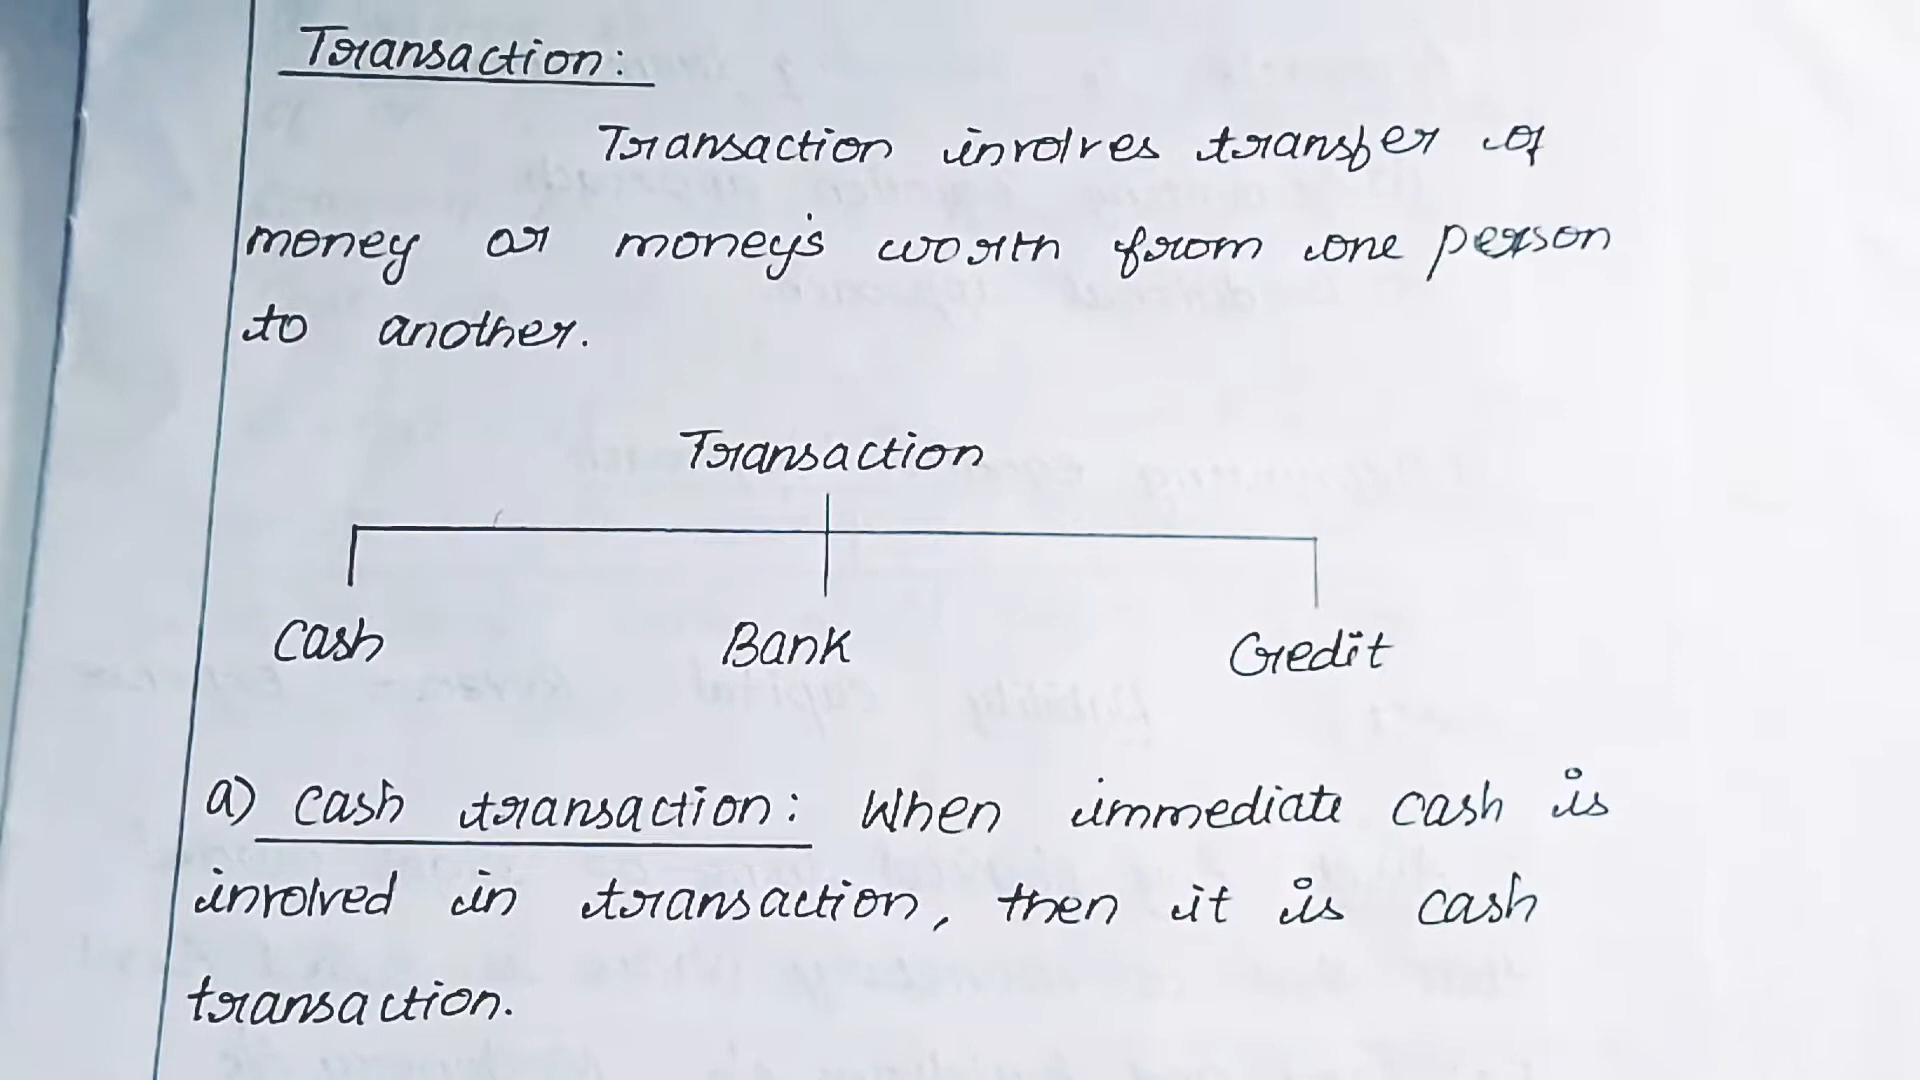 Transaction:
Transaction involves transfer of
money or money's worth from one person
to another.
Transaction
Cash Bank Credit
a) Cash transaction: When immediate cash is
involved in transaction, then it is cash
transaction.